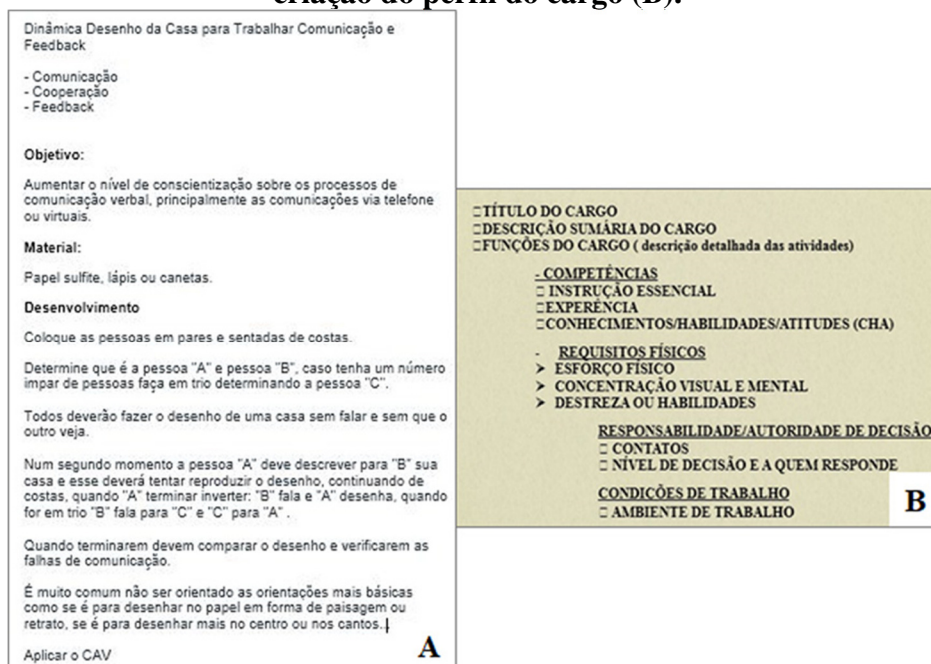 criação do perfil do cargo (B).
Dinâmica Desenho da Casa para Trabalhar Comunicação e
Feedback
- Comunicação
- Cooperação
- Feedback
Objetivo:
Aumentar o nível de conscientização sobre os processos de
comunicação verbal, principalmente as comunicações via telefone
ou virtuais.
Material:
Papel sulfite, lápis ou canetas.
Desenvolvimento
Coloque as pessoas em pares e sentadas de costas.
Determine que é a pessoa "A" e pessoa "B", caso tenha um número
impar de pessoas faça em trio determinando a pessoa "C".
Todos deverão fazer o desenho de uma casa sem falar e sem que o
outro veja.
Num segundo momento a pessoa "A" deve descrever para "B" sua
casa e esse deverá tentar reproduzir o desenho, continuando de
costas, quando "A" terminar inverter: "B" fala e "A" desenha, quando
for em trio "B" fala para "C" e "C" para "A" .
Quando terminarem devem comparar o desenho e verificarem as
falhas de comunicação.
É muito comum não ser orientado as orientações mais básicas
como se é para desenhar no papel em forma de paisagem ou
retrato, se é para desenhar mais no centro ou nos cantos.
Aplicar o CAV
A
□TÍTULO DO CARGO
□DESCRIÇÃO SUMÁRIA DO CARGO
□FUNÇÕES DO CARGO ( descrição detalhada das atividades)
- COMPETÊNCIAS
□ INSTRUÇÃO ESSENCIAL
□EXPERÊNCIA
□CONHECIMENTOS/HABILIDADES/ATITUDES (CHA)
- REQUISITOS FÍSICOS
➤ ESFORÇO FÍSICO
➤ CONCENTRAÇÃO VISUAL E MENTAL
➤ DESTREZA OU HABILIDADES
RESPONSABILIDADE/AUTORIDADE DE DECISÃO
□ CONTATOS
□ NÍVEL DE DECISÃO E A QUEM RESPONDE
CONDICÕES DE TRABALHO
□ AMBIENTE DE TRABALHO
B